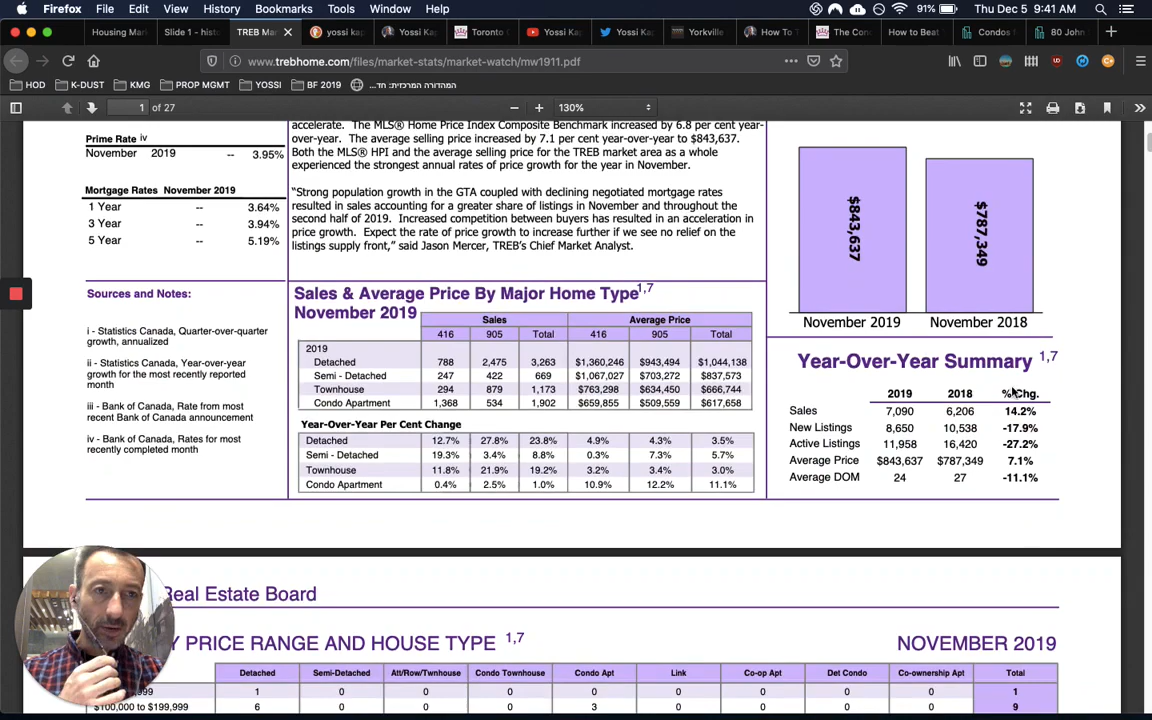 Firefox File Edit View History Bookmarks Tools Window Help 91% Thu Dec 5 9:41 AM
Housing Mar Slide 1 - histo TREB Mar yossi kap Yossi Ka Toronto Yossi Kap Yossi Kap Yorkville How To T The Con How to Beat Condos f 80 John
www.trebhome.com/files/market-stats/market-watch/mw1911.pdf
HOD K-DUST KMG PROP MGMT YOSSI BF 2019 המהדורה המרכזית: חד...
1 of 27 130%
accelerate. The MLS® Home Price Index Composite Benchmark increased by 6.8 per cent year-
over-year. The average selling price increased by 7.1 per cent year-over-year to $843,637.
Both the MLS® HPI and the average selling price for the TREB market area as a whole
experienced the strongest annual rates of price growth for the year in November.
"Strong population growth in the GTA coupled with declining negotiated mortgage rates
resulted in sales accounting for a greater share of listings in November and throughout the
second half of 2019. Increased competition between buyers has resulted in an acceleration in
price growth. Expect the rate of price growth to increase further if we see no relief on the
listings supply front," said Jason Mercer, TREB's Chief Market Analyst.
Prime Rate iv
November 2019 -- 3.95%
Mortgage Rates November 2019
1 Year -- 3.64%
3 Year -- 3.94%
5 Year -- 5.19%
Sources and Notes:
i - Statistics Canada, Quarter-over-quarter
growth, annualized
ii - Statistics Canada, Year-over-year
growth for the most recently reported
month
iii - Bank of Canada, Rate from most
recent Bank of Canada announcement
iv - Bank of Canada, Rates for most
recently completed month
Sales & Average Price By Major Home Type 1,7
November 2019
Sales Average Price
416 905 Total 416 905 Total
2019
Detached 788 2,475 3,263 $1,360,246 $943,494 $1,044,138
Semi - Detached 247 422 669 $1,067,027 $703,272 $837,573
Townhouse 294 879 1,173 $763,298 $634,450 $666,744
Condo Apartment 1,368 534 1,902 $659,855 $509,559 $617,658
Year-Over-Year Per Cent Change
Detached 12.7% 27.8% 23.8% 4.9% 4.3% 3.5%
Semi - Detached 19.3% 3.4% 8.8% 0.3% 7.3% 5.7%
Townhouse 11.8% 21.9% 19.2% 3.2% 3.4% 3.0%
Condo Apartment 0.4% 2.5% 1.0% 10.9% 12.2% 11.1%
$843,637 $787,349
November 2019 November 2018
Year-Over-Year Summary 1,7
2019 2018 % Chg.
Sales 7,090 6,206 14.2%
New Listings 8,650 10,538 -17.9%
Active Listings 11,958 16,420 -27.2%
Average Price $843,637 $787,349 7.1%
Average DOM 24 27 -11.1%
Real Estate Board
Y PRICE RANGE AND HOUSE TYPE 1,7 NOVEMBER 2019
Detached Semi-Detached Att/Row/Twnhouse Condo Townhouse Condo Apt Link Co-op Apt Det Condo Co-ownership Apt Total
1 0 0 0 0 0 0 0 0 1
$100,000 to $199,999 6 0 0 0 3 0 0 0 0 9